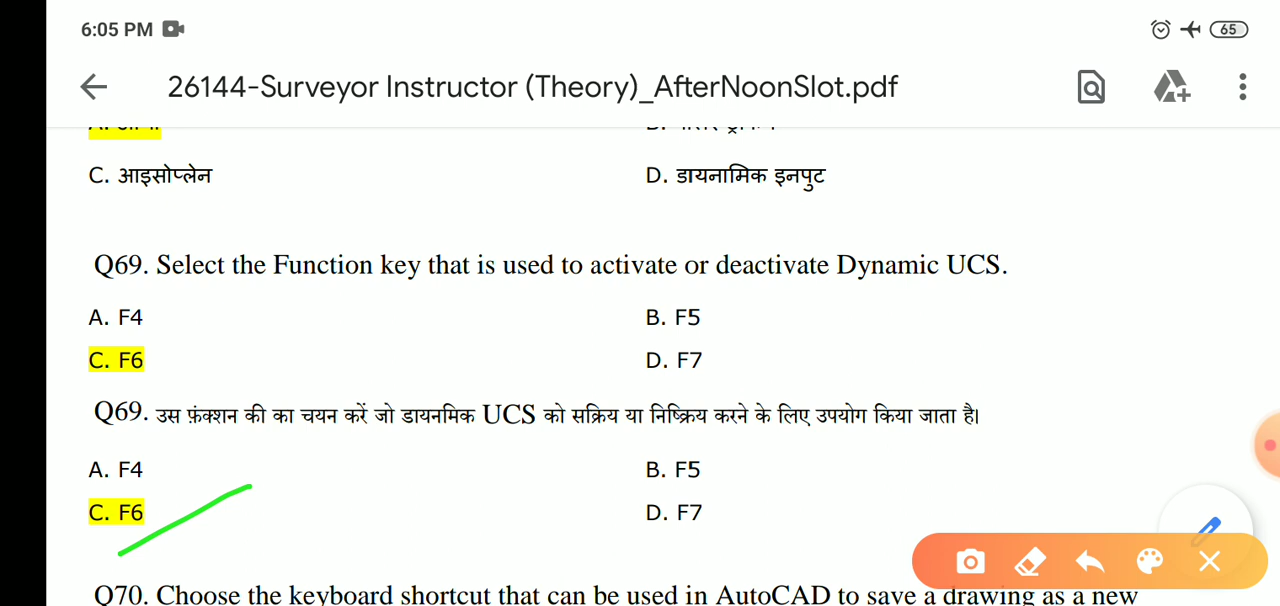 6:05 PM
65
26144-Surveyor Instructor (Theory)_AfterNoonSlot.pdf
C. आइसोप्लेन
D. डायनामिक इनपुट
Q69. Select the Function key that is used to activate or deactivate Dynamic UCS.
A. F4
B. F5
C. F6
D. F7
Q69. उस फ़ंक्शन की का चयन करें जो डायनमिक UCS को सक्रिय या निष्क्रिय करने के लिए उपयोग किया जाता है।
A. F4
B. F5
C. F6
D. F7
Q70. Choose the keyboard shortcut that can be used in AutoCAD to save a drawing as a new